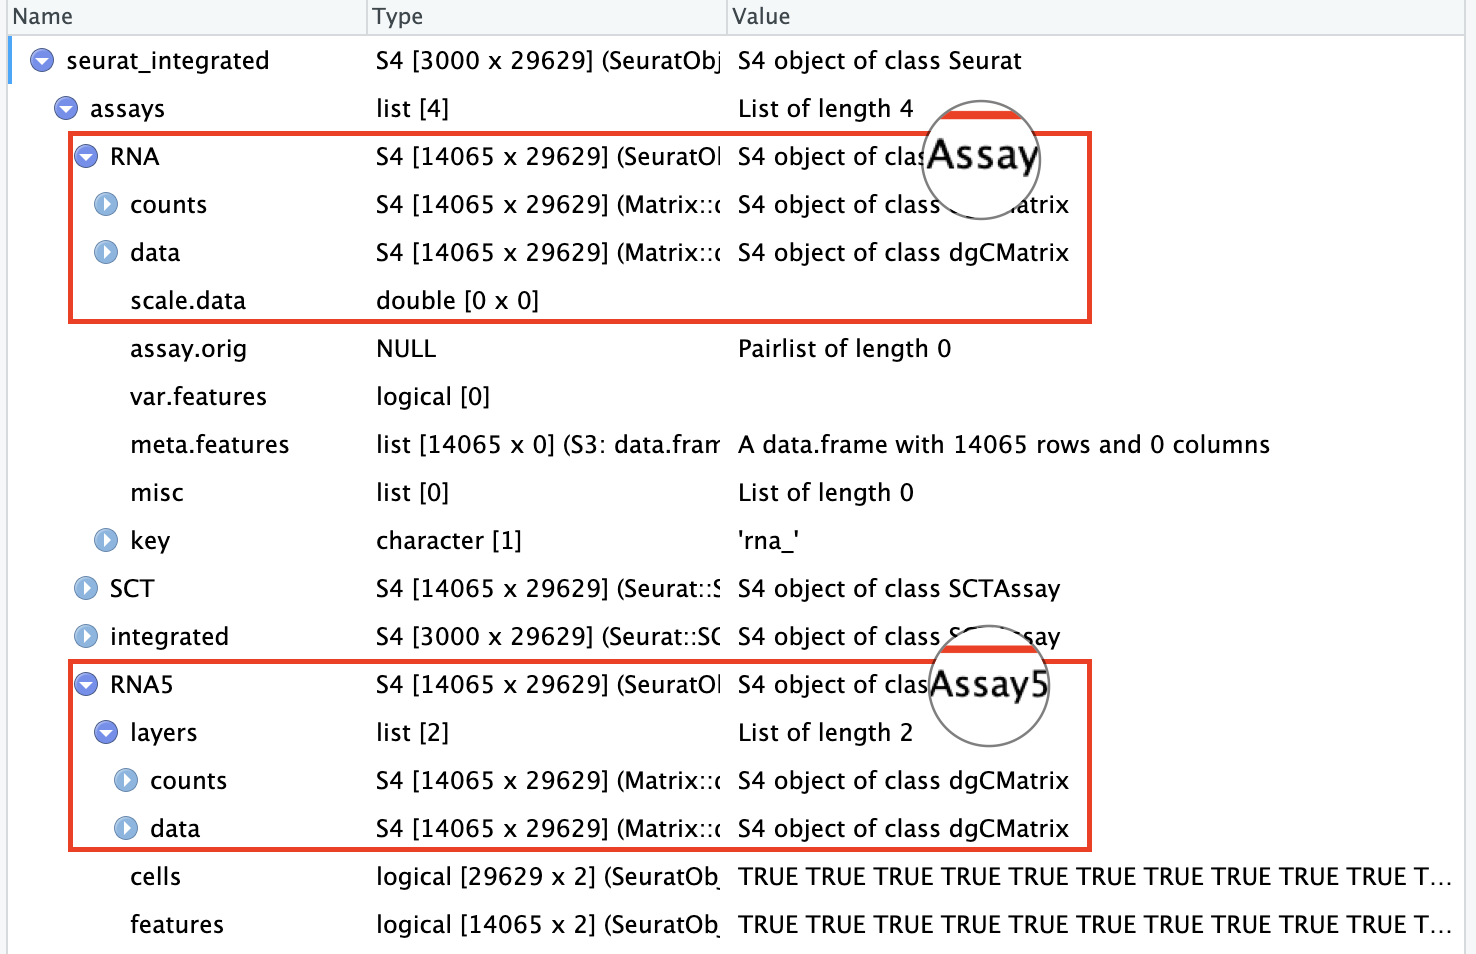 Name Type Value
seurat_integrated S4 [3000 x 29629] (SeuratObj S4 object of class Seurat
assays list [4] List of length 4
RNA S4 [14065 x 29629] (SeuratOl S4 object of clas Assay
counts S4 [14065 x 29629] (Matrix::c S4 object of class atrix
data S4 [14065 x 29629] (Matrix::c S4 object of class dgCMatrix
scale.data double [0 x 0]
assay.orig NULL Pairlist of length 0
var.features logical [0]
meta.features list [14065 x 0] (S3: data.fram A data.frame with 14065 rows and 0 columns
misc list [0] List of length 0
key character [1] 'rna_'
SCT S4 [14065 x 29629] (Seurat::S S4 object of class SCTAssay
integrated S4 [3000 x 29629] (Seurat::SC S4 object of class SCTAssay
RNA5 S4 [14065 x 29629] (SeuratOl S4 object of clas Assay5
layers list [2] List of length 2
counts S4 [14065 x 29629] (Matrix::c S4 object of class dgCMatrix
data S4 [14065 x 29629] (Matrix::c S4 object of class dgCMatrix
cells logical [29629 x 2] (SeuratObj TRUE TRUE TRUE TRUE TRUE TRUE TRUE TRUE TRUE TRUE T...
features logical [14065 x 2] (SeuratObj TRUE TRUE TRUE TRUE TRUE TRUE TRUE TRUE TRUE TRUE T...